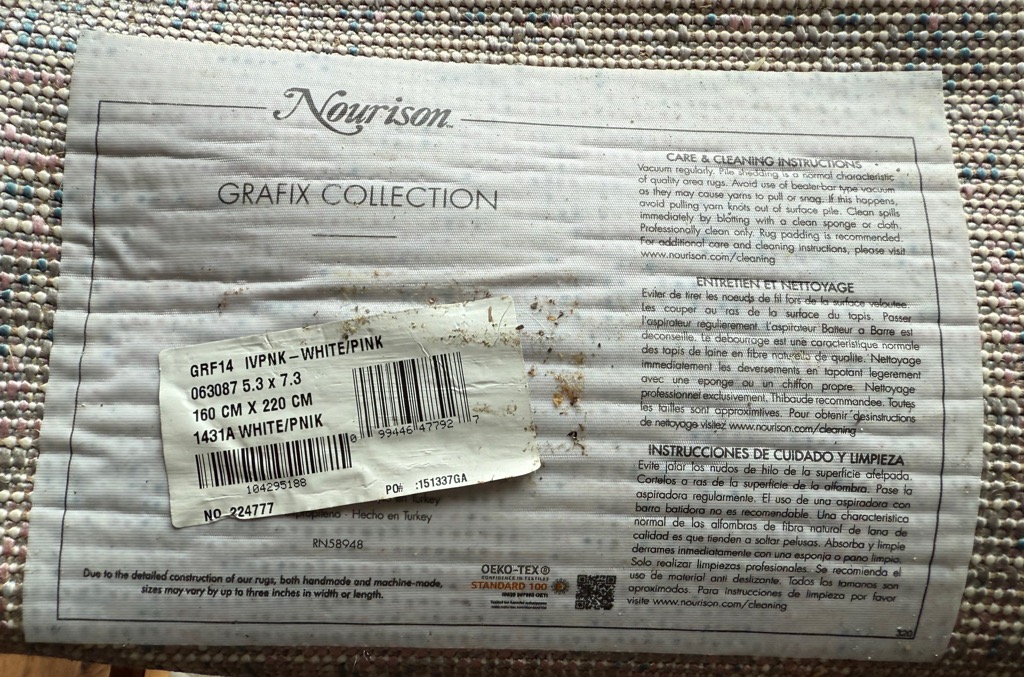 Nourison
GRAFIX COLLECTION
GRF14 IVPNK-WHITE/PINK
063087 5.3 x 7.3
160 CM X 220 CM
1431A WHITE/PNIK
0 99446 47792 7
104295188
PO#: 151337GA
NO 224777
Turkey
- Hecho en Turkey
RN58948
Due to the detailed construction of our rugs, both handmade and machine-made,
sizes may vary by up to three inches in width or length.
OEKO-TEX®
CONFIDENCE IN TEXTILES
STANDARD 100
CARE & CLEANING INSTRUCTIONS
Vacuum regularly. Pile shedding is a normal characteristic
of quality area rugs. Avoid use of beater-bar type vacuum
as they may cause yarns to pull or snag. If this happens,
avoid pulling yarn knots out of surface pile. Clean spills
immediately by blotting with a clean sponge or cloth.
Professionally clean only. Rug padding is recommended.
For additional care and cleaning instructions, please visit
www.nourison.com/cleaning
ENTRETIEN ET NETTOYAGE
Eviter de tirer les noeuds de fil fors de la surface veloutee.
Les couper au ras de la surface du tapis. Passer
l'aspirateur regulierement. L'aspirateur Batteur a Barre est
deconseille. Le debourrage est une caracteristique normale
des tapis de laine en fibre naturelle de qualite. Nettoyage
immediatement les deversements en tapotant legerement
avec une eponge ou un chiffon propre. Nettoyage
professionnel exclusivement. Thibaude recommandee. Toutes
les tailles sont approximtives. Pour obtenir desinstructions
de nettoyage visitez www.nourison.com/cleaning
INSTRUCCIONES DE CUIDADO Y LIMPIEZA
Evite jalar los nudos de hilo de la superficie afelpada.
Cortelos a ras de la superficie de la alfombra. Pase la
aspiradora regularmente. El uso de una aspiradora con
barra batidora no es recomendable. Una characteristica
normal de las alfombras de fibra natural de lana de
calidad es que tienden a soltar pelusas. Absorba y limpie
derrames inmediatamente con una esponja o pano limpio.
Solo realizar limpiezas profesionales. Se recomienda el
uso de material anti deslizante. Todos los tamanos son
aproximados. Para instrucciones de limpieza por favor
visite www.nourison.com/cleaning
320